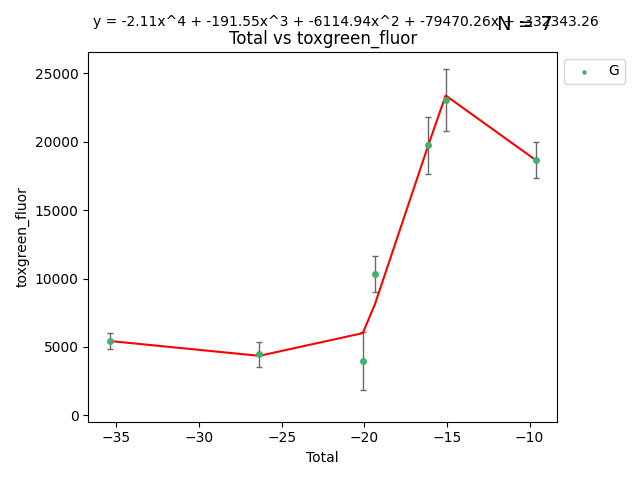 y = -2.11x^4 + -191.55x^3 + -6114.94x^2 + -79470.26x + -332343.26
N = 7
Total vs toxgreen_fluor
G
25000
20000
15000
10000
5000
0
toxgreen_fluor
−35 −30 −25 −20 −15 −10
Total